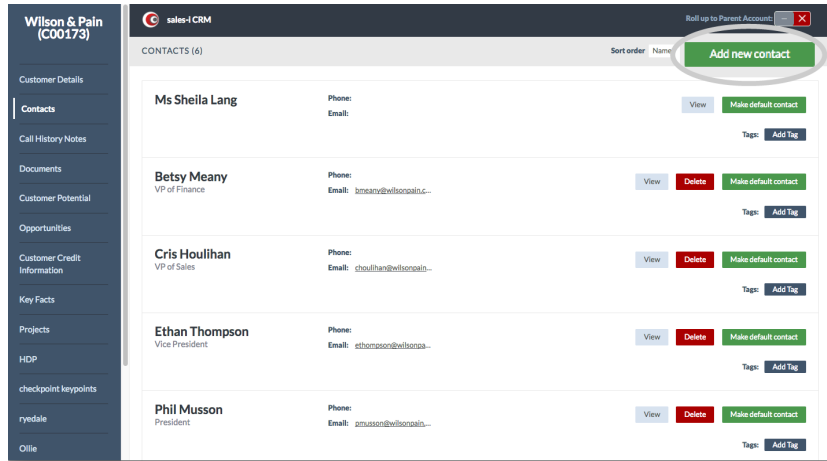 Wilson & Pain
(C00173)
Customer Details
Contacts
Call History Notes
Documents
Customer Potential
Opportunities
Customer Credit
Information
Key Facts
Projects
HDP
checkpoint keypoints
ryedale
Ollie
sales-i CRM
Roll up to Parent Account:
CONTACTS (6)
Sort order Name
Add new contact
Ms Sheila Lang
Phone:
Email:
View Make default contact
Tags: Add Tag
Betsy Meany
VP of Finance
Phone:
Email: bmeany@wilsonpain.c...
View Delete Make default contact
Tags: Add Tag
Cris Houlihan
VP of Sales
Phone:
Email: choulihan@wilsonpain...
View Delete Make default contact
Tags: Add Tag
Ethan Thompson
Vice President
Phone:
Email: ethompson@wilsonpa...
View Delete Make default contact
Tags: Add Tag
Phil Musson
President
Phone:
Email: pmusson@wilsonpain....
View Delete Make default contact
Tags: Add Tag